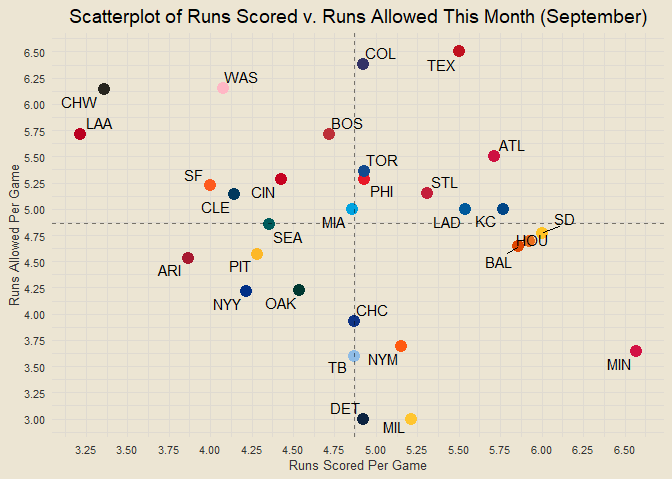 Scatterplot of Runs Scored v. Runs Allowed This Month (September)
Runs Allowed Per Game
6.50
6.25
6.00
5.75
5.50
5.25
5.00
4.75
4.50
4.25
4.00
3.75
3.50
3.25
3.00
COL
TEX
WAS
CHW
LAA
BOS
ATL
TOR
SF
CIN
PHI
STL
CLE
MIA
LAD
KC
SD
SEA
HOU
BAL
ARI
PIT
NYY
OAK
CHC
TB
NYM
MIN
DET
MIL
3.25 3.50 3.75 4.00 4.25 4.50 4.75 5.00 5.25 5.50 5.75 6.00 6.25 6.50
Runs Scored Per Game